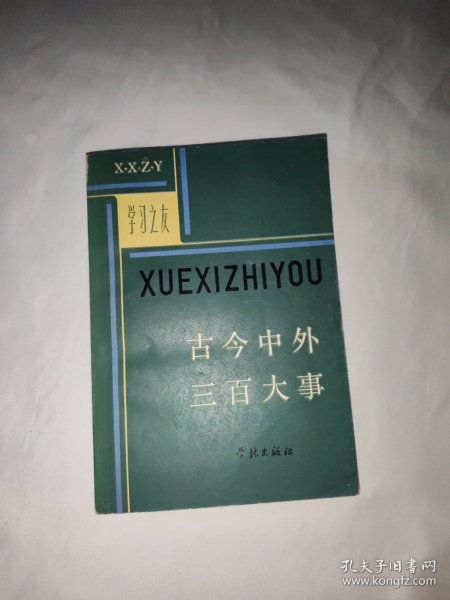 X·X·Z·Y
学习之友
XUEXIZHIYOU
古今中外
三百大事
学林出版社
孔夫子旧书网
www.kongfz.com